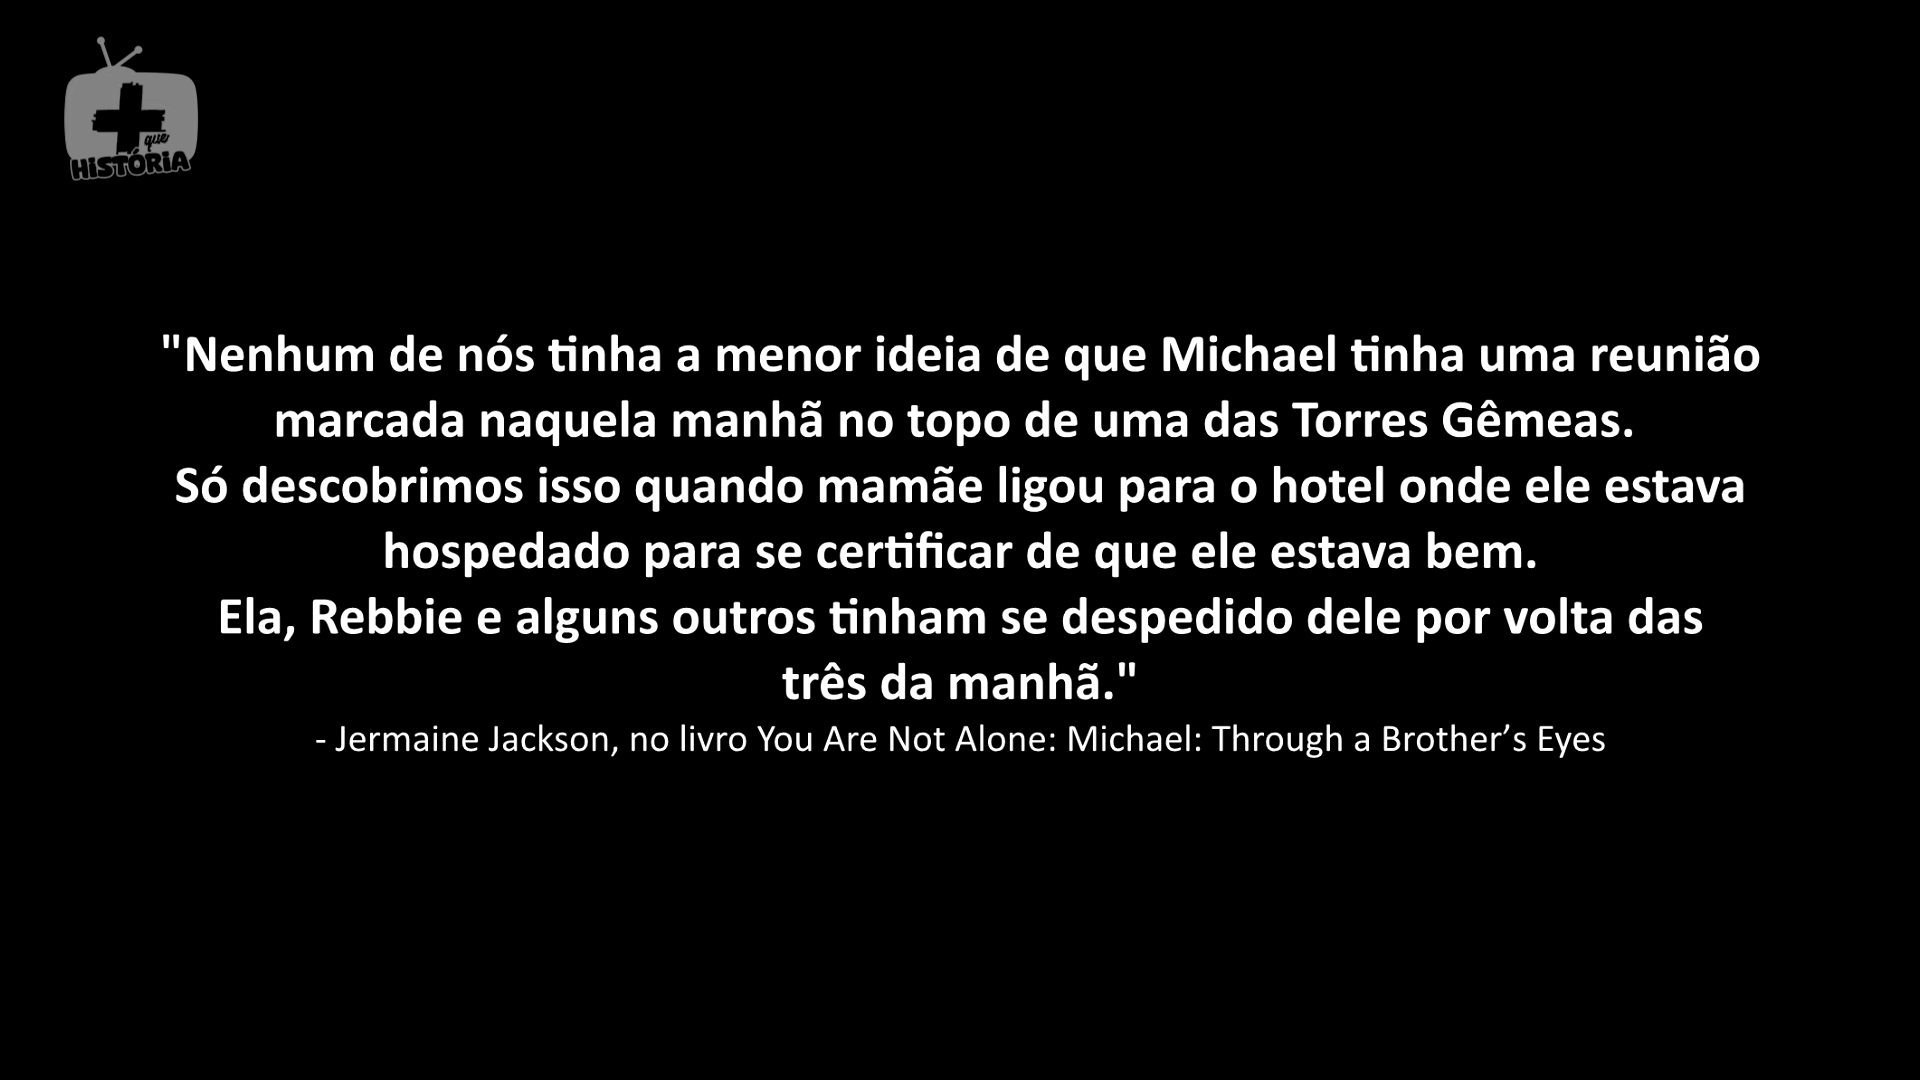 que
HISTÓRIA
"Nenhum de nós tinha a menor ideia de que Michael tinha uma reunião
marcada naquela manhã no topo de uma das Torres Gêmeas.
Só descobrimos isso quando mamãe ligou para o hotel onde ele estava
hospedado para se certificar de que ele estava bem.
Ela, Rebbie e alguns outros tinham se despedido dele por volta das
três da manhã."
- Jermaine Jackson, no livro You Are Not Alone: Michael: Through a Brother’s Eyes